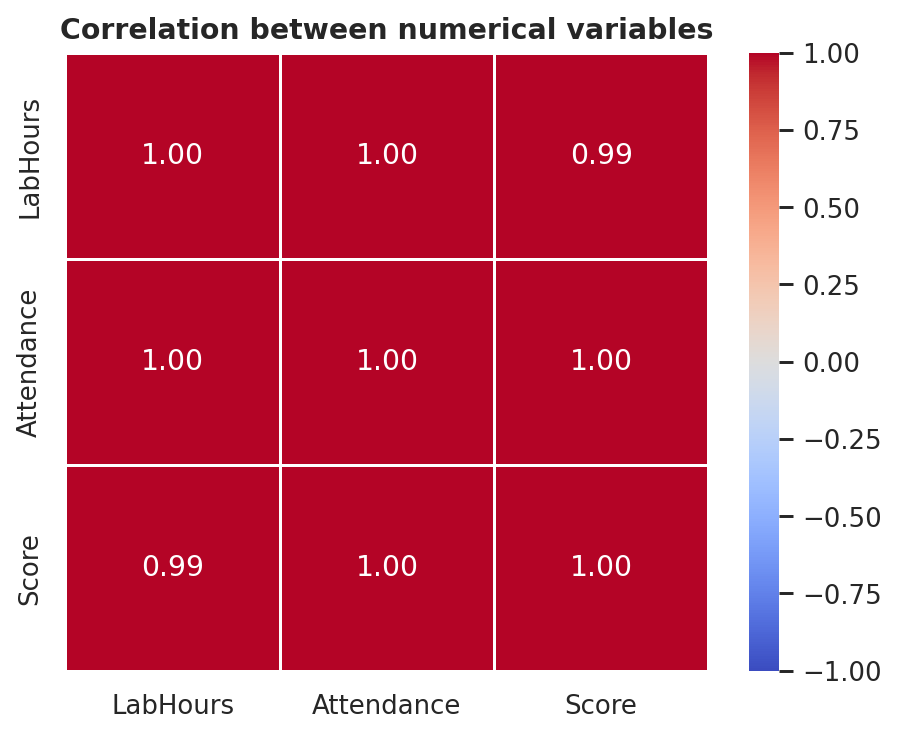 Correlation between numerical variables
LabHours
1.00 1.00 0.99
Attendance
1.00 1.00 1.00
Score
0.99 1.00 1.00
LabHours Attendance Score
1.00
0.75
0.50
0.25
0.00
−0.25
−0.50
−0.75
−1.00